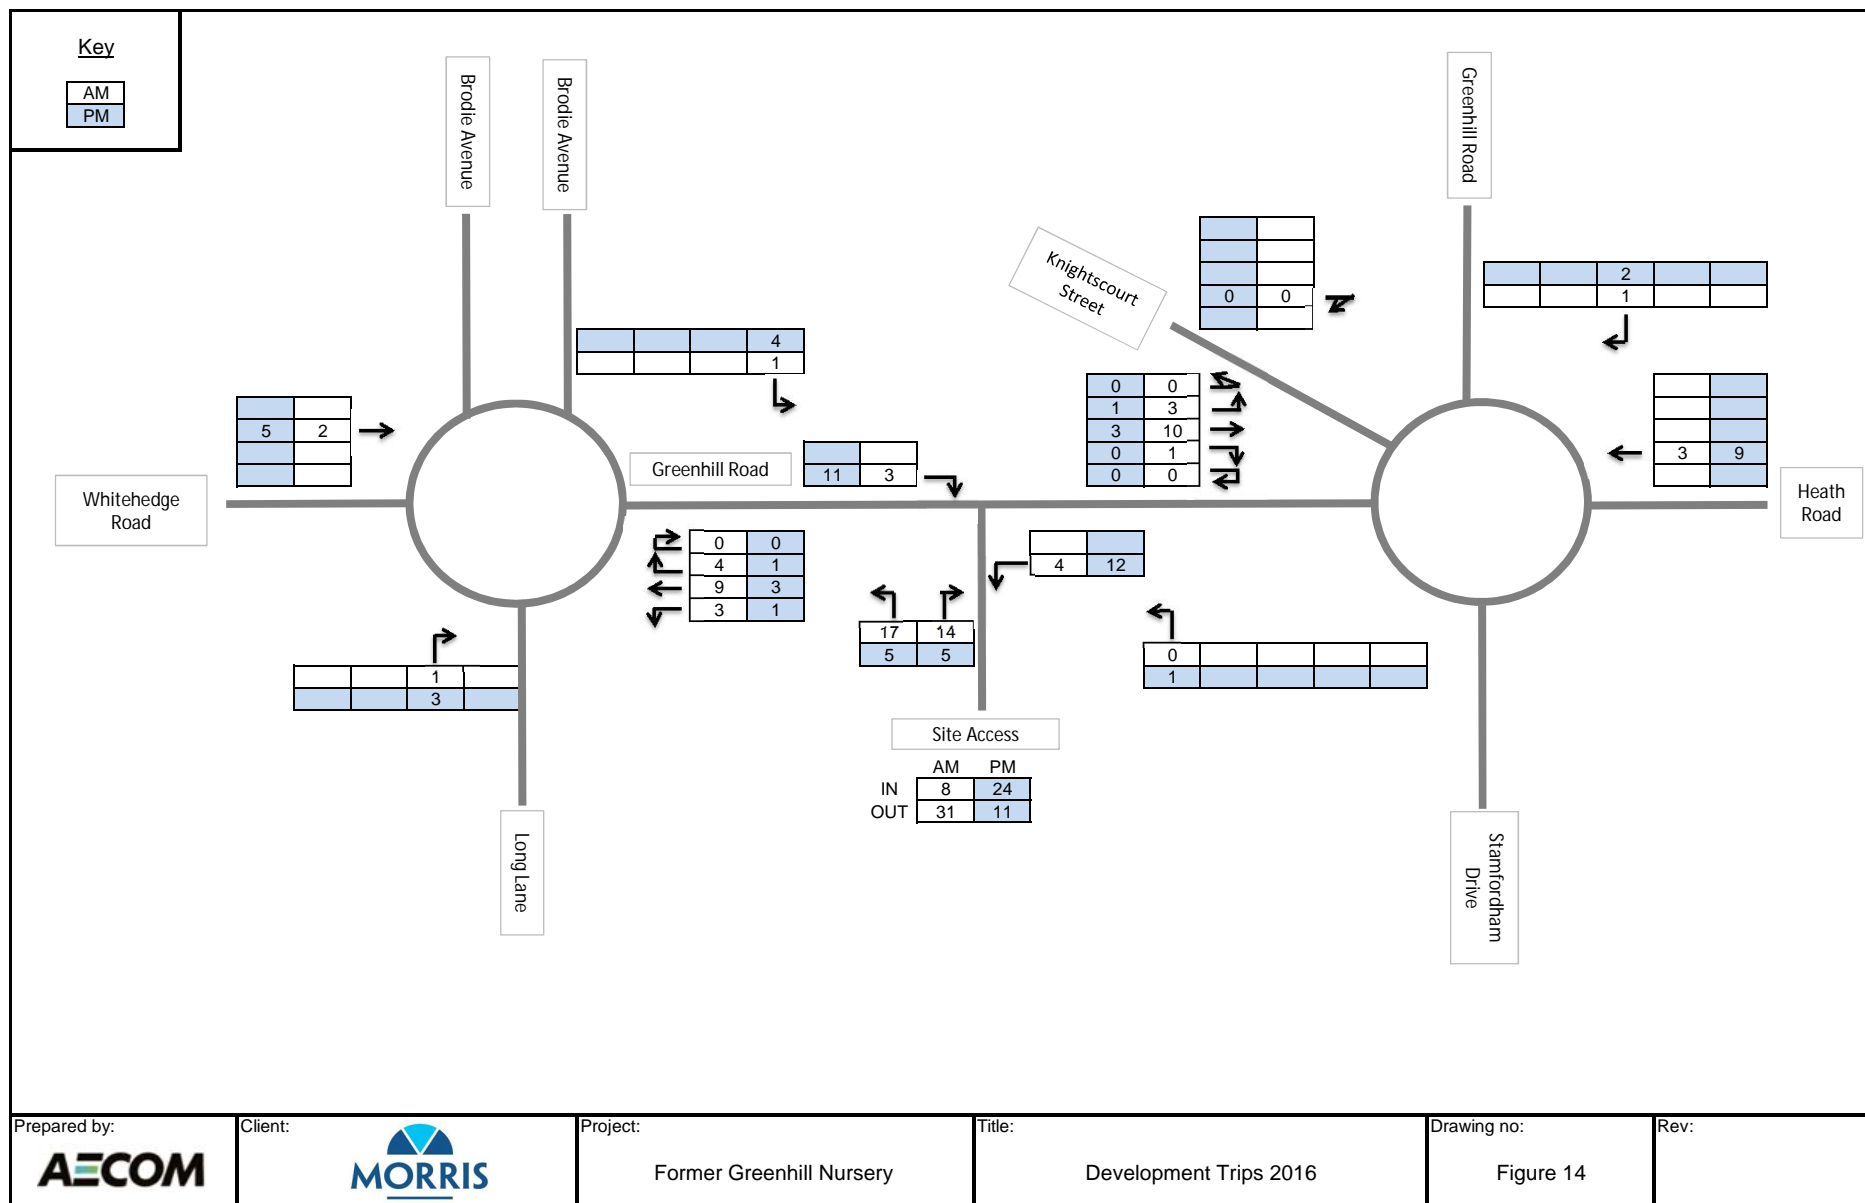 Key
AM
PM
Brodie Avenue
Brodie Avenue
Greenhill Road
Knightscourt
Street
0 0
2
1
4
1
5 2
0 0
1 3
3 10
0 1
0 0
3 9
Greenhill Road
11 3
Whitehedge
Road
Heath
Road
0 0
4 1
9 3
3 1
4 12
17 14
5 5
0
1
1
3
Site Access
AM PM
IN 8 24
OUT 31 11
Long Lane
Stamfordham
Drive
Prepared by:
AECOM
Client:
MORRIS
Project:
Former Greenhill Nursery
Title:
Development Trips 2016
Drawing no:
Figure 14
Rev: